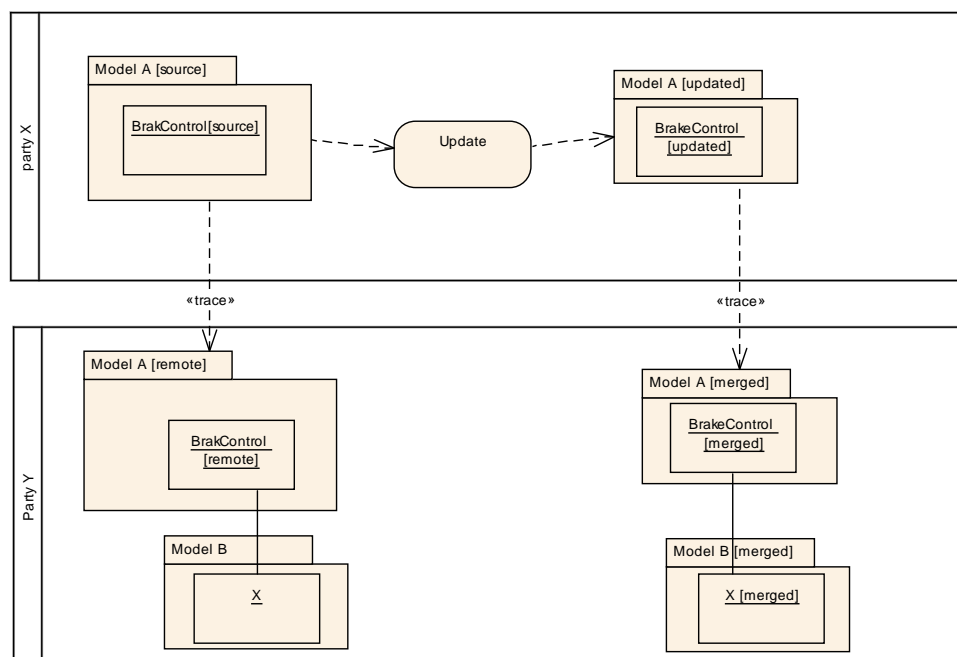 party X
Model A [source]
BrakControl[source]
Update
Model A [updated]
BrakeControl
[updated]
«trace»
«trace»
Party Y
Model A [remote]
BrakControl
[remote]
Model B
X
Model A [merged]
BrakeControl
[merged]
Model B [merged]
X [merged]